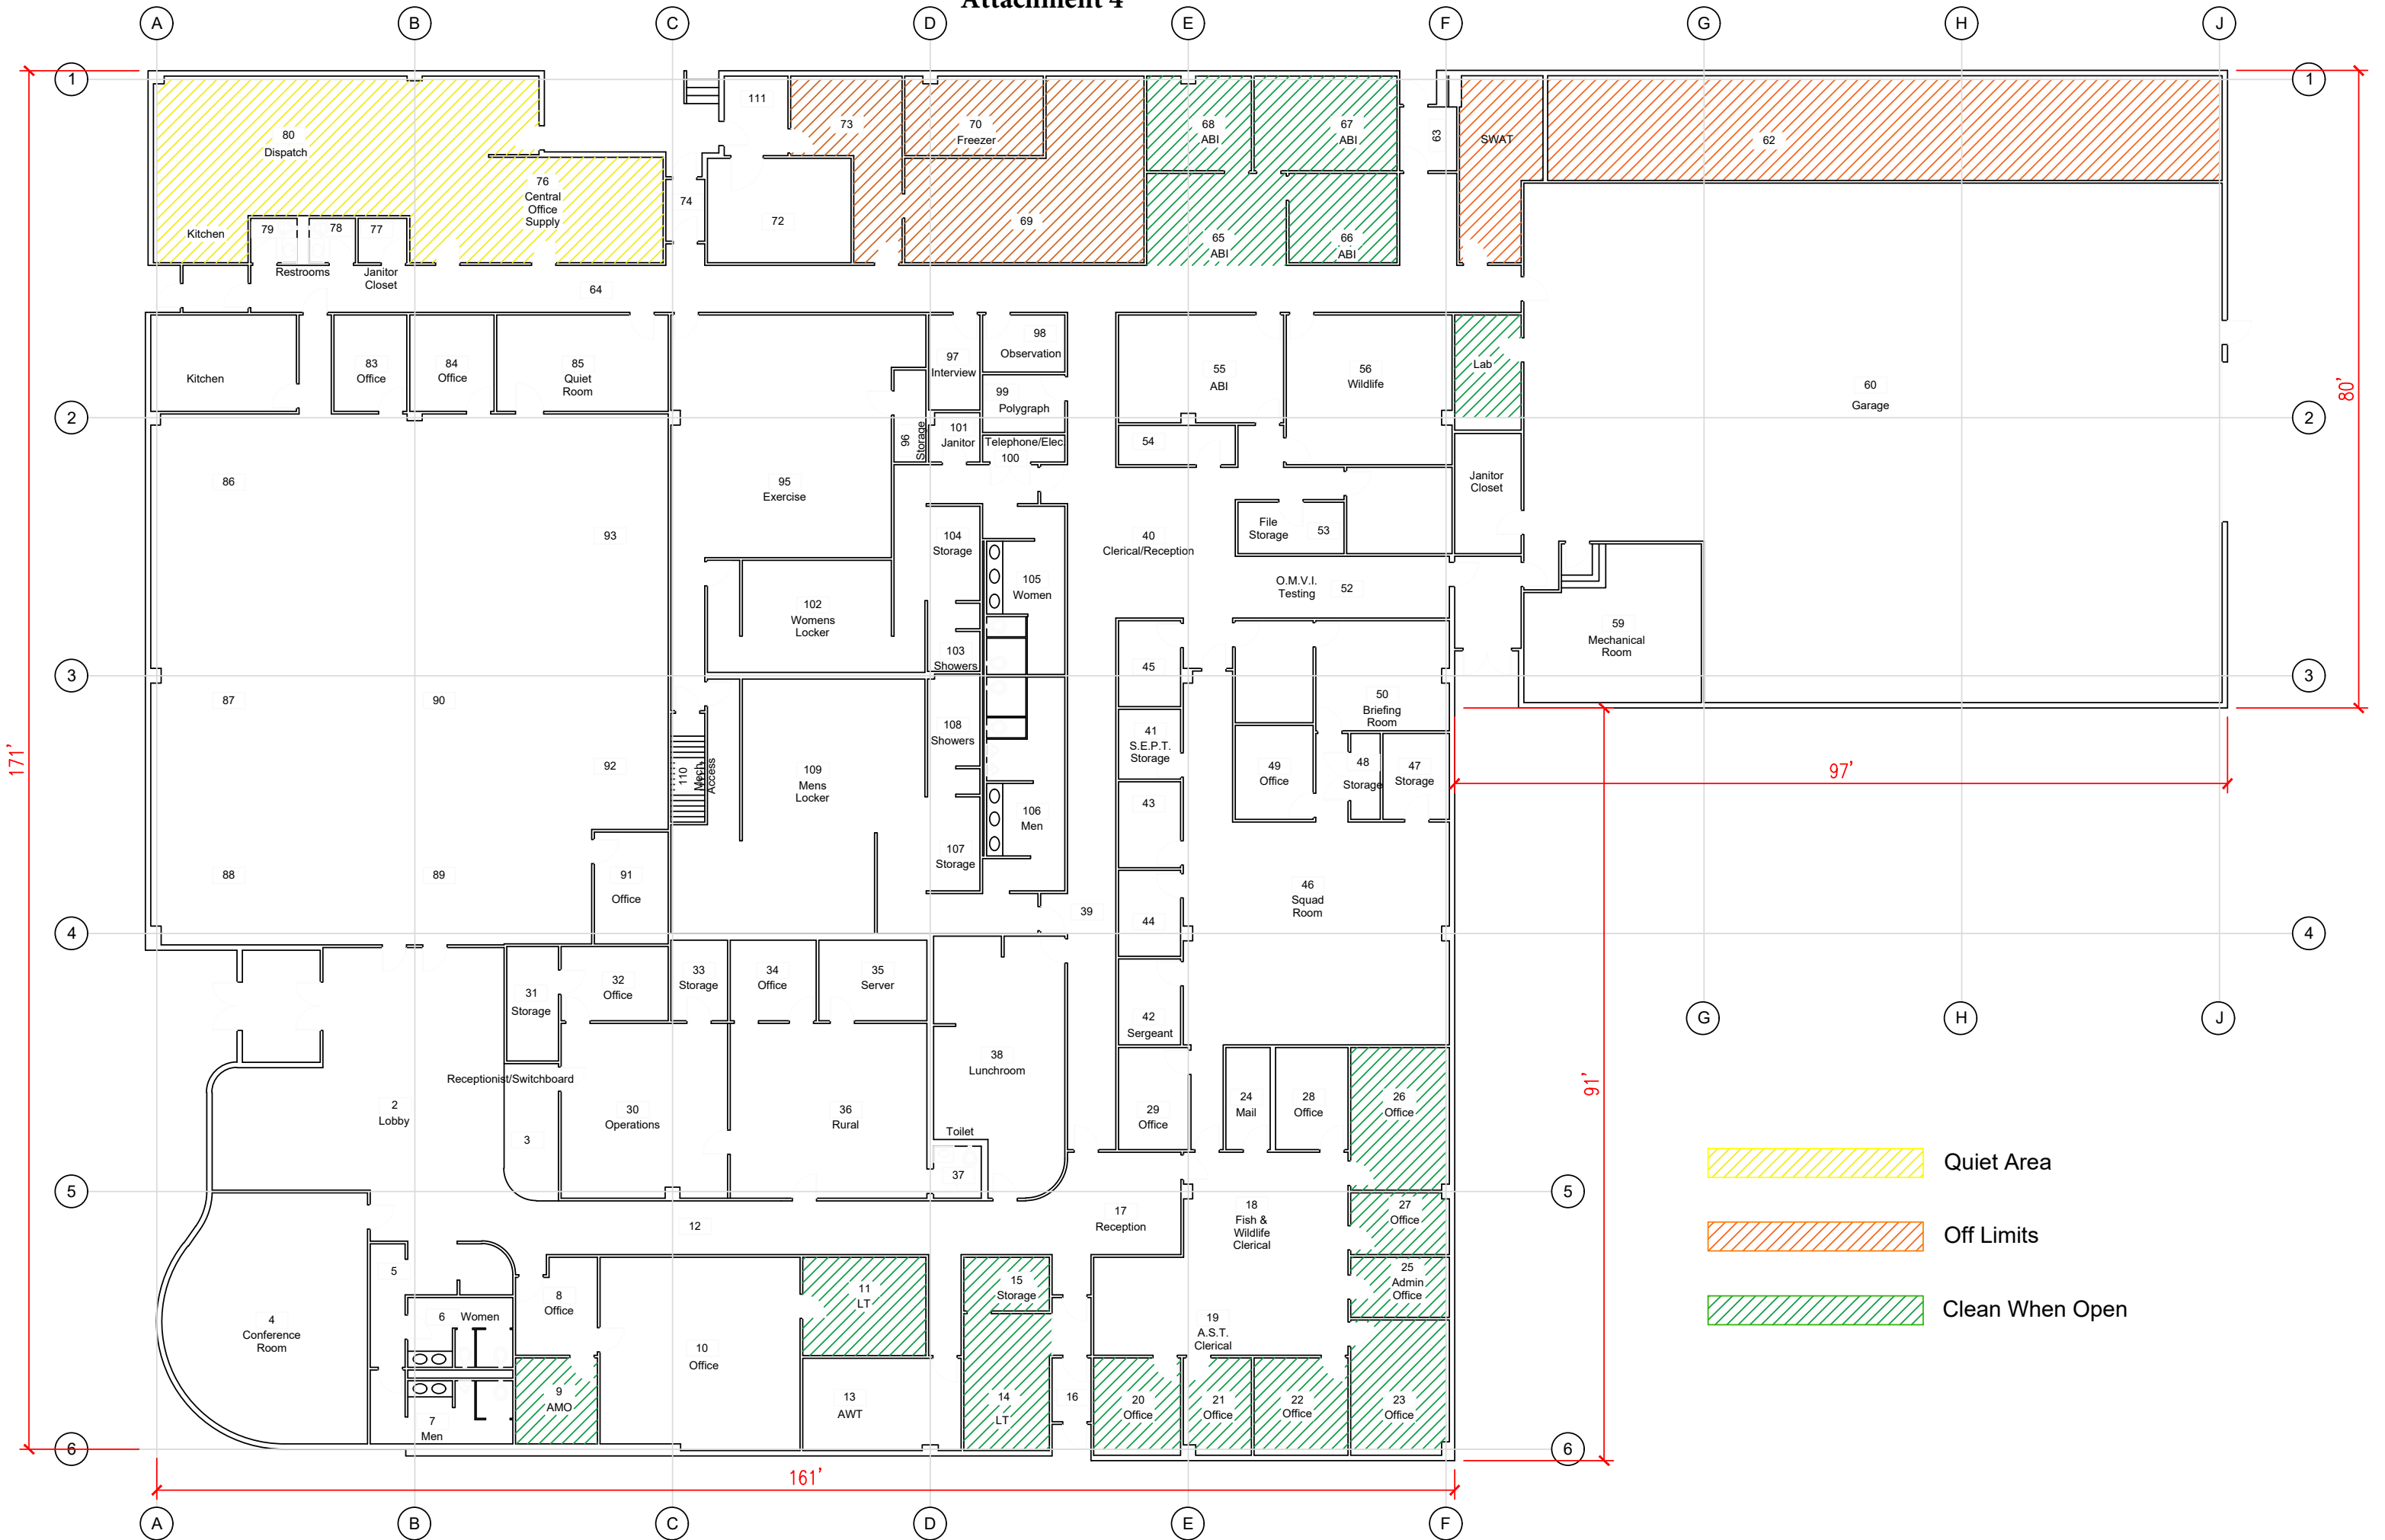 Attachment 4
A B C D E F G H J
1 1
111
73
70
Freezer
68
ABI
67
ABI
63
SWAT
62
80
Dispatch
76
Central
Office
Supply
74
72
69
65
ABI
66
ABI
Kitchen
79
78
77
Restrooms
Janitor
Closet
64
Kitchen
83
Office
84
Office
85
Quiet
Room
97
Interview
98
Observation
99
Polygraph
55
ABI
56
Wildlife
Lab
60
Garage
80'
2 2
96
Storage
101
Janitor
Telephone/Elec.
100
54
86
95
Exercise
Janitor
Closet
93
104
Storage
40
Clerical/Reception
File
Storage
53
105
Women
O.M.V.I.
Testing
52
102
Womens
Locker
59
Mechanical
Room
103
Showers
45
3 3
87
90
50
Briefing
Room
108
Showers
41
S.E.P.T.
Storage
171'
92
110
Mech
Access
109
Mens
Locker
49
Office
48
Storage
47
Storage
97'
43
106
Men
107
Storage
88
89
91
Office
46
Squad
Room
39
44
4 4
31
Storage
32
Office
33
Storage
34
Office
35
Server
42
Sergeant
G H J
38
Lunchroom
Receptionist/Switchboard
2
Lobby
3
30
Operations
36
Rural
Toilet
37
29
Office
24
Mail
28
Office
26
Office
91'
Quiet Area
5 5
12
17
Reception
18
Fish &
Wildlife
Clerical
27
Office
Off Limits
5
8
Office
11
LT
15
Storage
25
Admin
Office
Clean When Open
4
Conference
Room
6
Women
10
Office
19
A.S.T.
Clerical
7
Men
9
AMO
13
AWT
14
LT
16
20
Office
21
Office
22
Office
23
Office
6 6
161'
A B C D E F